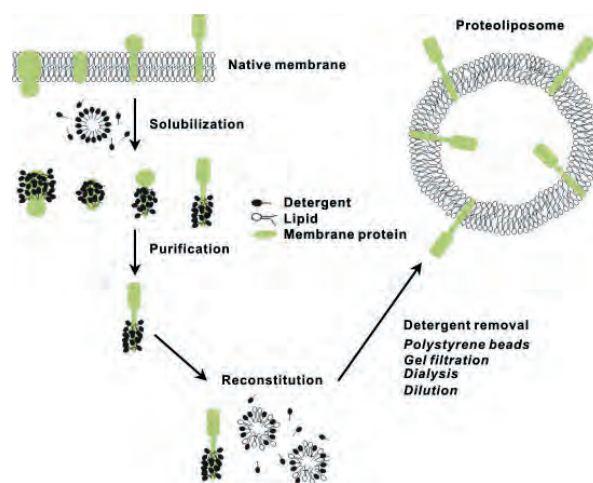 Proteoliposome
Native membrane
Solubilization
Detergent
Lipid
Membrane protein
Purification
Detergent removal
Polystyrene beads
Gel filtration
Dialysis
Dilution
Reconstitution